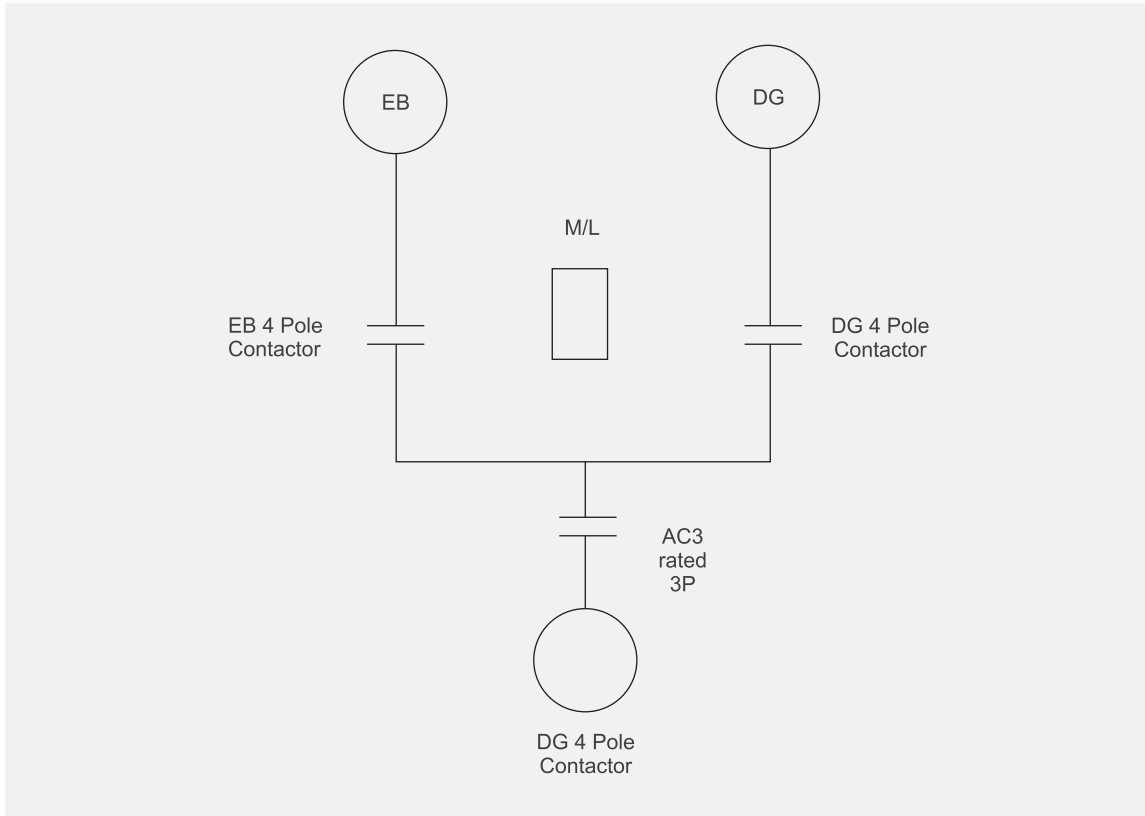 EB
DG
M/L
EB 4 Pole
Contactor
DG 4 Pole
Contactor
AC3
rated
3P
DG 4 Pole
Contactor